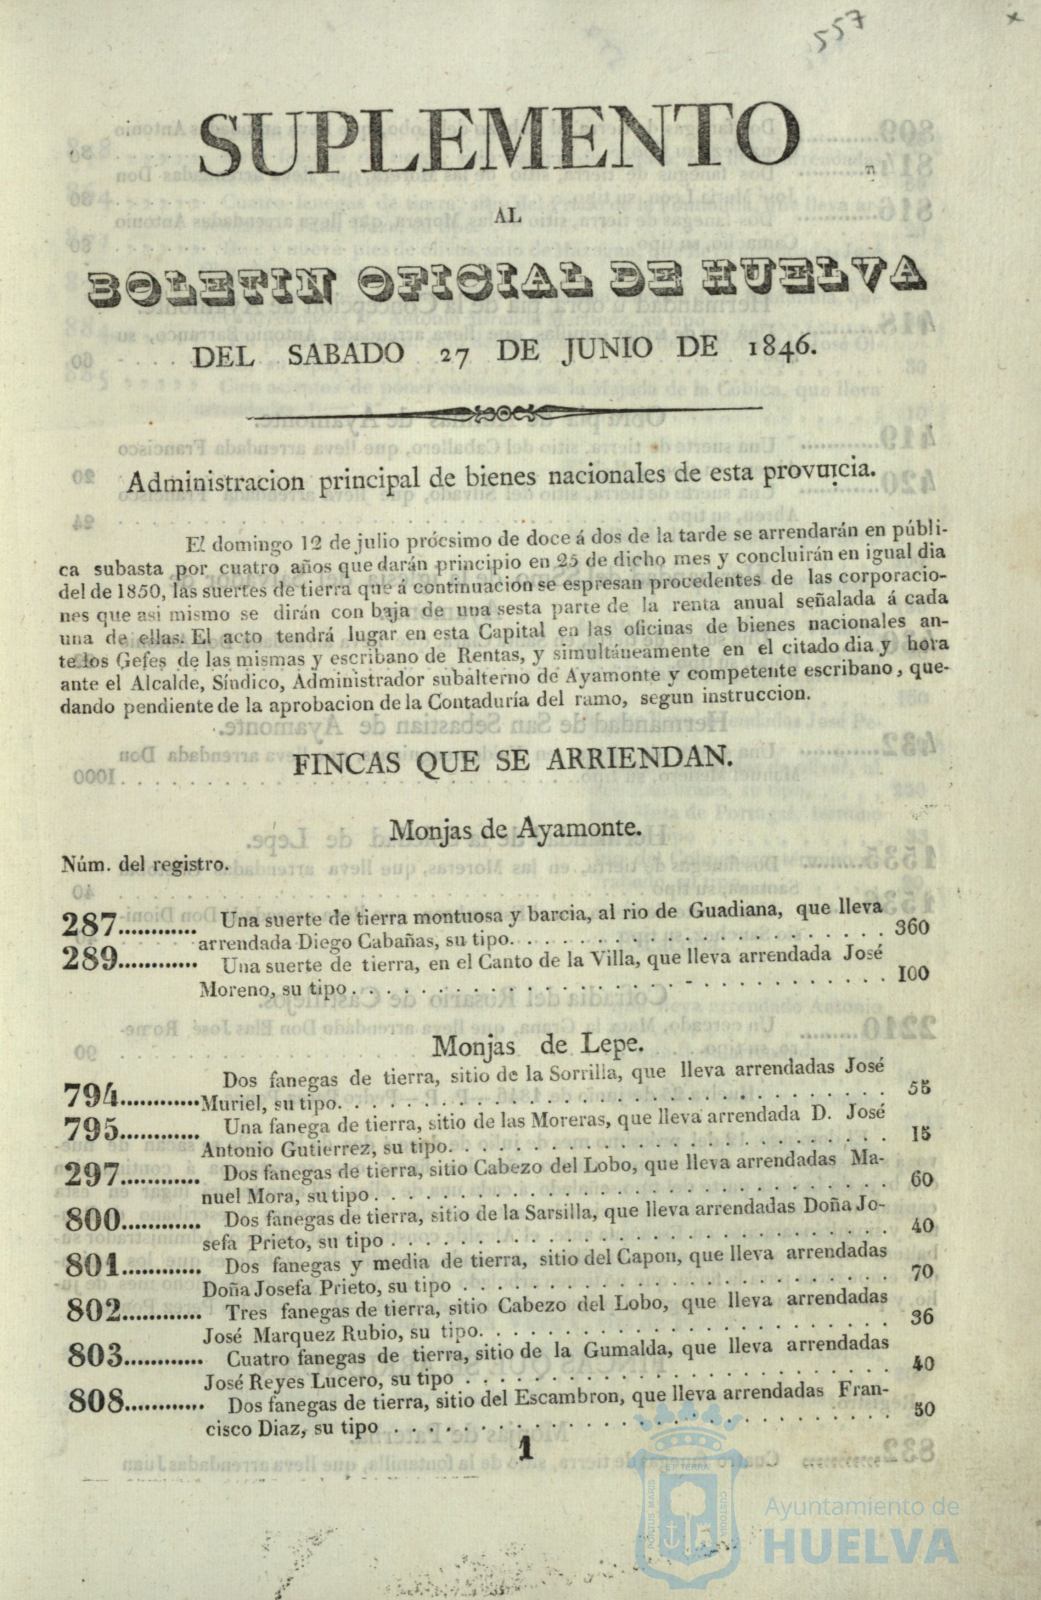 557
SUPLEMENTO
AL
BOLETIN OFICIAL DE HUELVA
DEL SABADO 27 DE JUNIO DE 1846.
Administracion principal de bienes nacionales de esta provincia.
El domingo 12 de julio prócsimo de doce á dos de la tarde se arrendarán en públi-
ca subasta por cuatro años que darán principio en 25 de dicho mes y concluirán en igual dia
del de 1850, las suertes de tierra que á continuacion se espresan procedentes de las corporacio-
nes que asi mismo se dirán con baja de una sesta parte de la renta anual señalada á cada
una de ellas. El acto tendrá lugar en esta Capital en las oficinas de bienes nacionales an-
te los Gefes de las mismas y escribano de Rentas, y simultáneamente en el citado dia y hora
ante el Alcalde, Síndico, Administrador subalterno de Ayamonte y competente escribano, que-
dando pendiente de la aprobacion de la Contaduría del ramo, segun instruccion.
FINCAS QUE SE ARRIENDAN.
Monjas de Ayamonte.
Núm. del registro.
287............ Una suerte de tierra montuosa y barcia, al rio de Guadiana, que lleva
arrendada Diego Cabañas, su tipo. . . . . . . . . . . . . . . . . . 360
289............ Una suerte de tierra, en el Canto de la Villa, que lleva arrendada José
Moreno, su tipo . . . . . . . . . . . . . . . . . . . . . . . . . . 100
Monjas de Lepe.
794............ Dos fanegas de tierra, sitio de la Sorrilla, que lleva arrendadas José
Muriel, su tipo. . . . . . . . . . . . . . . . . . . . . . . . . . 55
795............ Una fanega de tierra, sitio de las Moreras, que lleva arrendada D. José
Antonio Gutierrez, su tipo. . . . . . . . . . . . . . . . . . . . . 15
297............ Dos fanegas de tierra, sitio Cabezo del Lobo, que lleva arrendadas Ma-
nuel Mora, su tipo . . . . . . . . . . . . . . . . . . . . . . . . 60
800............ Dos fanegas de tierra, sitio de la Sarsilla, que lleva arrendadas Doña Jo-
sefa Prieto, su tipo . . . . . . . . . . . . . . . . . . . . . . . 40
801............ Dos fanegas y media de tierra, sitio del Capon, que lleva arrendadas
Doña Josefa Prieto, su tipo . . . . . . . . . . . . . . . . . . . . 70
802............ Tres fanegas de tierra, sitio Cabezo del Lobo, que lleva arrendadas
José Marquez Rubio, su tipo. . . . . . . . . . . . . . . . . . . . 36
803............ Cuatro fanegas de tierra, sitio de la Gumalda, que lleva arrendadas
José Reyes Lucero, su tipo . . . . . . . . . . . . . . . . . . . . 40
808............ Dos fanegas de tierra, sitio del Escambron, que lleva arrendadas Fran-
cisco Diaz, su tipo . . . . . . . . . . . . . . . . . . . . . . . . 50
1
PORTUS MARIS ET TERRÆ CUSTODIA
Ayuntamiento de
HUELVA